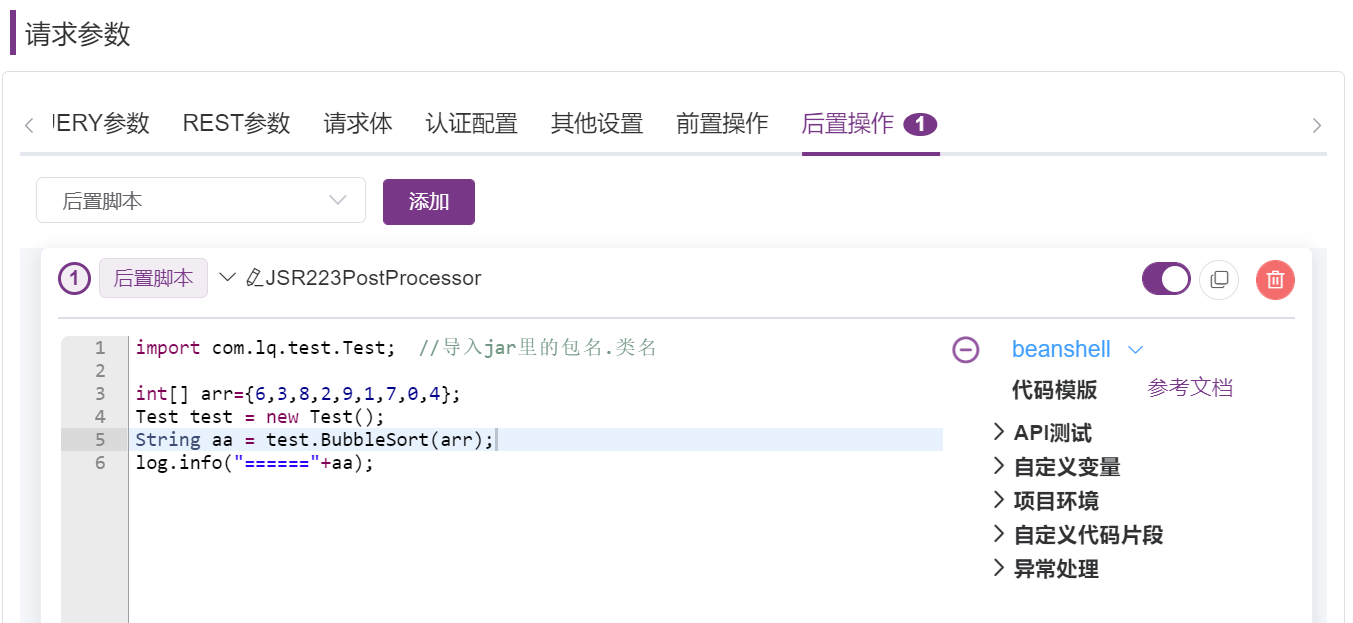 请求参数
ERY参数 REST参数 请求体 认证配置 其他设置 前置操作 后置操作 1
后置脚本 添加
1 后置脚本 JSR223PostProcessor
1 import com.lq.test.Test; //导入jar里的包名.类名
2
3 int[] arr={6,3,8,2,9,1,7,0,4};
4 Test test = new Test();
5 String aa = test.BubbleSort(arr);
6 log.info("======"+aa);
beanshell
代码模版 参考文档
API测试
自定义变量
项目环境
自定义代码片段
异常处理